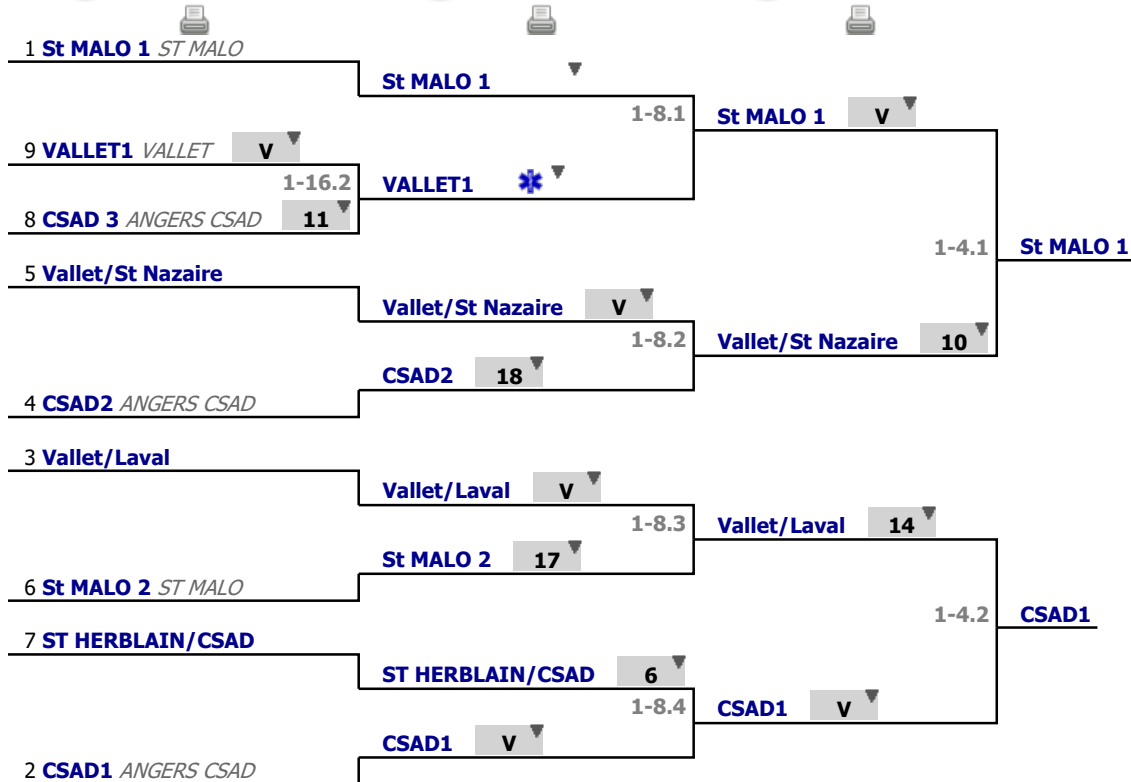 1 St MALO 1 ST MALO
St MALO 1
1-8.1
St MALO 1 V
9 VALLET1 VALLET V
1-16.2
VALLET1
8 CSAD 3 ANGERS CSAD 11
1-4.1
St MALO 1
5 Vallet/St Nazaire
Vallet/St Nazaire V
1-8.2
Vallet/St Nazaire 10
CSAD2 18
4 CSAD2 ANGERS CSAD
3 Vallet/Laval
Vallet/Laval V
1-8.3
Vallet/Laval 14
St MALO 2 17
6 St MALO 2 ST MALO
1-4.2
CSAD1
7 ST HERBLAIN/CSAD
ST HERBLAIN/CSAD 6
1-8.4
CSAD1 V
CSAD1 V
2 CSAD1 ANGERS CSAD